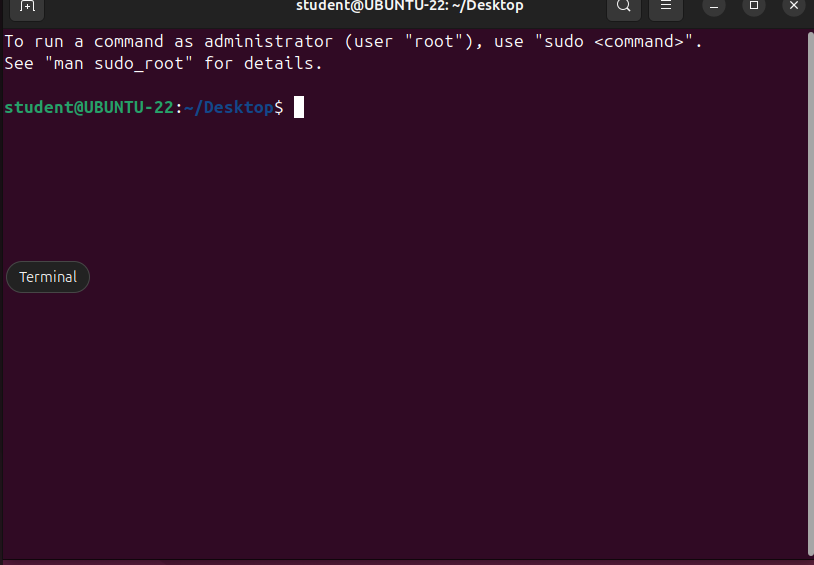 student@UBUNTU-22: ~/Desktop
To run a command as administrator (user "root"), use "sudo <command>".
See "man sudo_root" for details.
student@UBUNTU-22:~/Desktop$
Terminal